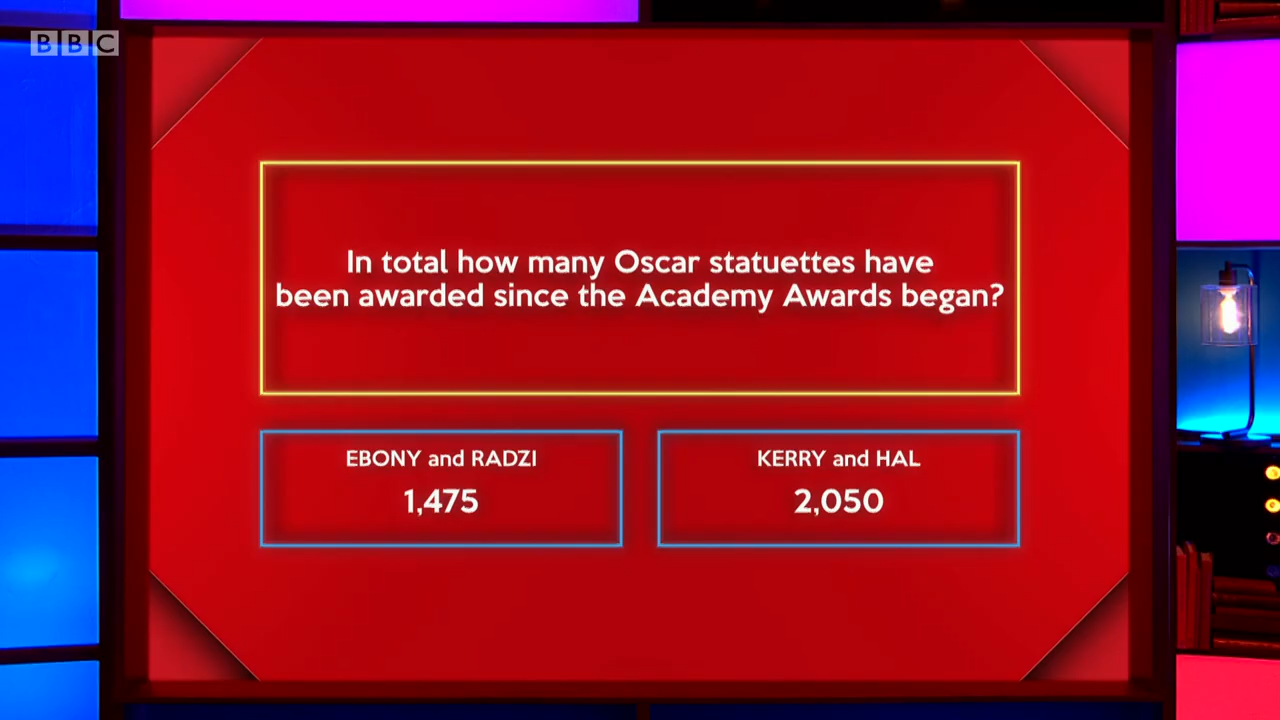 BBC
In total how many Oscar statuettes have
been awarded since the Academy Awards began?
EBONY and RADZI
1,475
KERRY and HAL
2,050